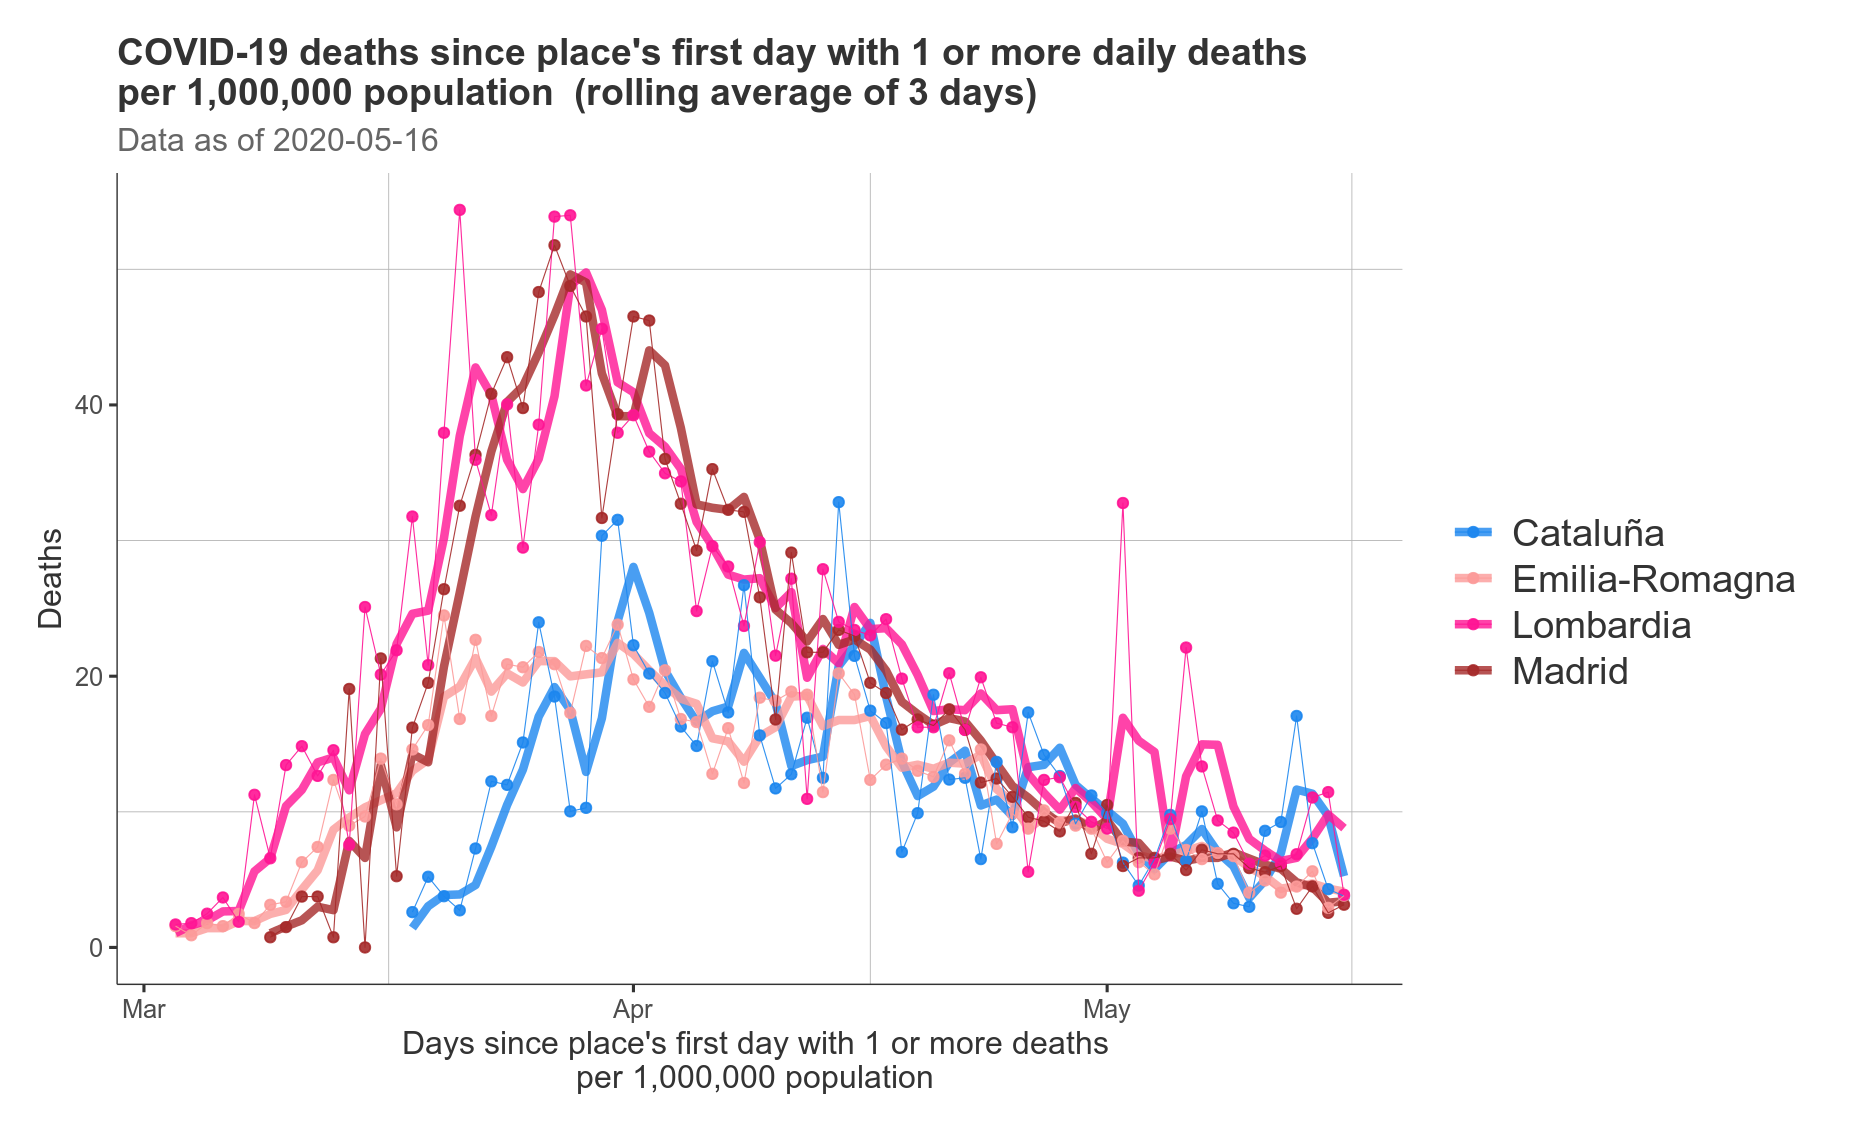 COVID-19 deaths since place's first day with 1 or more daily deaths
per 1,000,000 population  (rolling average of 3 days)
Data as of 2020-05-16
Deaths
40
20
0
Mar
Apr
May
Days since place's first day with 1 or more deaths
per 1,000,000 population
Cataluña
Emilia-Romagna
Lombardia
Madrid